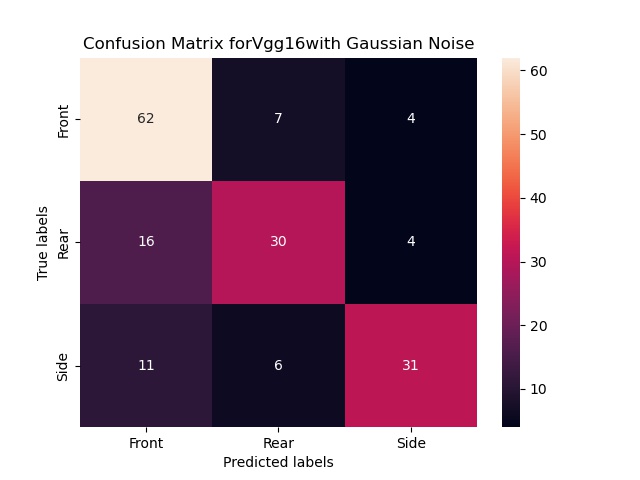 Confusion Matrix forVgg16with Gaussian Noise
True labels
Front
Rear
Side
62 7 4
16 30 4
11 6 31
Front Rear Side
Predicted labels
60
50
40
30
20
10